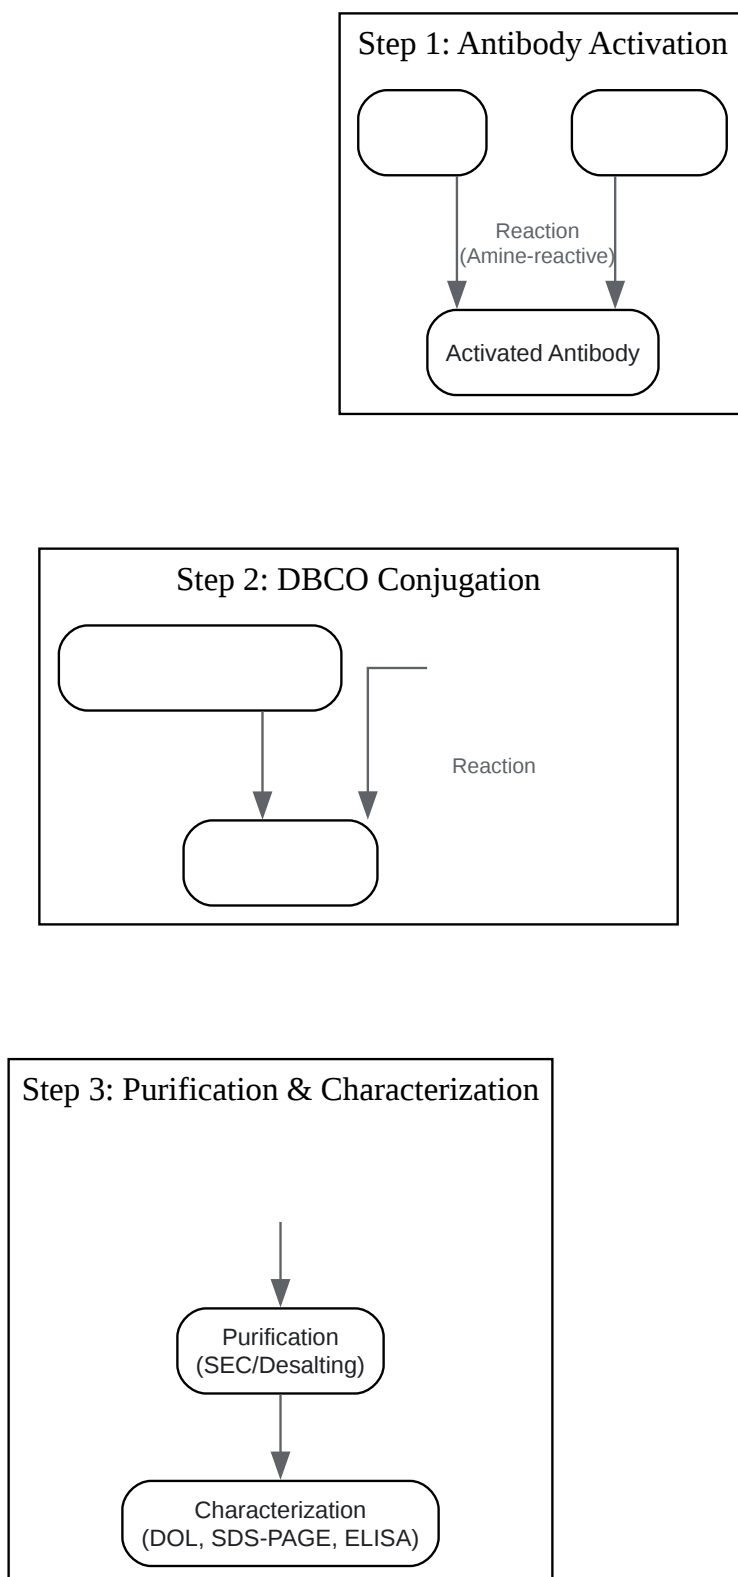 Step 1: Antibody Activation
Reaction
(Amine-reactive)
Activated Antibody
Step 2: DBCO Conjugation
Reaction
Step 3: Purification & Characterization
Purification
(SEC/Desalting)
Characterization
(DOL, SDS-PAGE, ELISA)